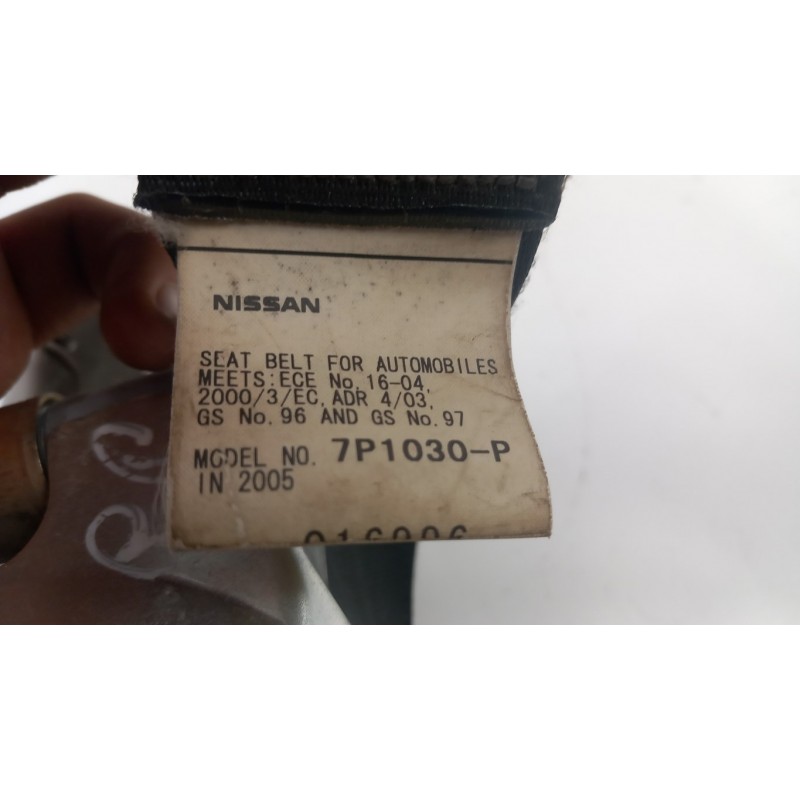 NISSAN
SEAT BELT FOR AUTOMOBILES
MEETS:ECE No.16-04,
2000/3/EC, ADR 4/03,
GS No.96 AND GS No.97
MODEL NO. 7P1030-P
IN 2005